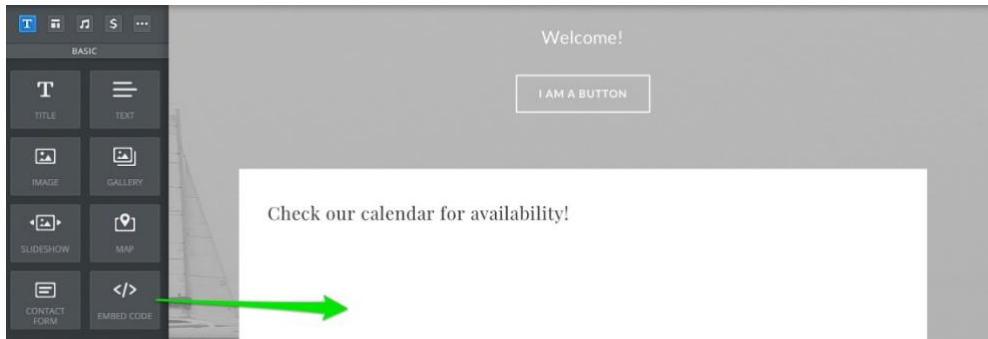 T $
BASIC
T
TITLE
TEXT
IMAGE
GALLERY
SLIDESHOW
MAP
CONTACT
FORM
</>
EMBED CODE
Welcome!
I AM A BUTTON
Check our calendar for availability!